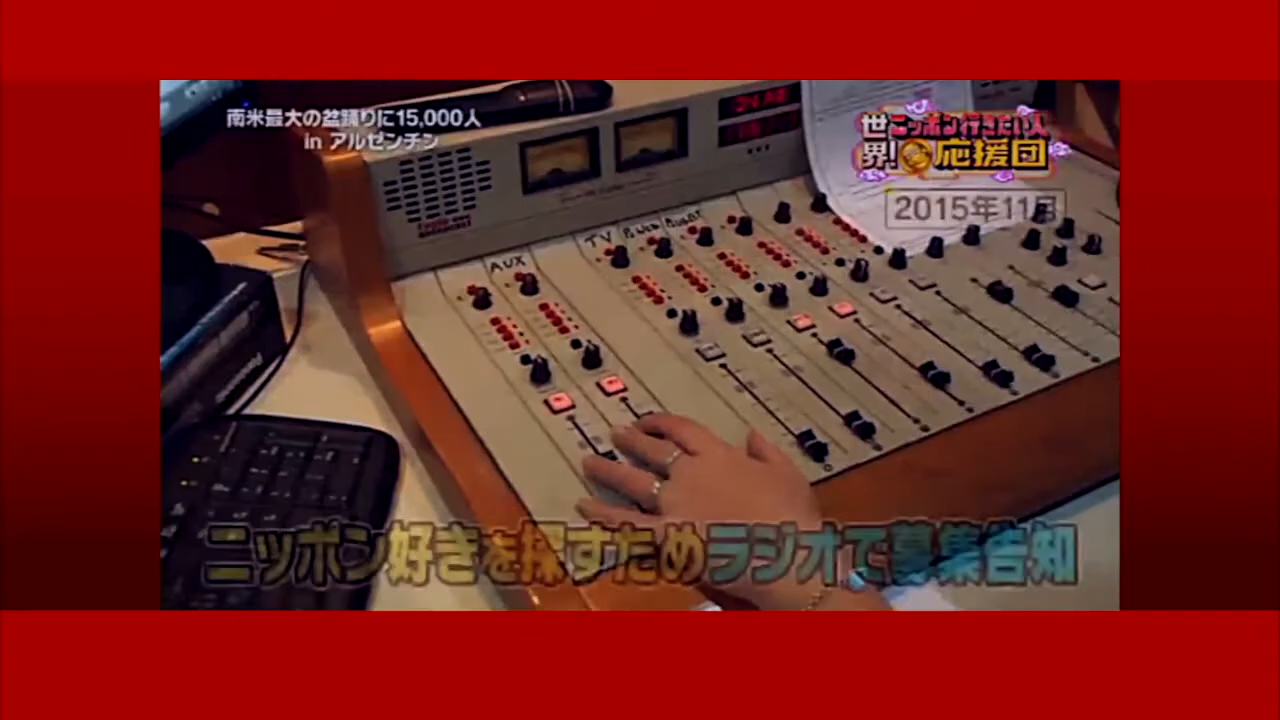 南米最大の盆踊りに15,000人
in アルゼンチン
世界!ニッポン行きたい人応援団
2015年11月
TV
AUX
ニッポン好きを探すためラジオで募集告知